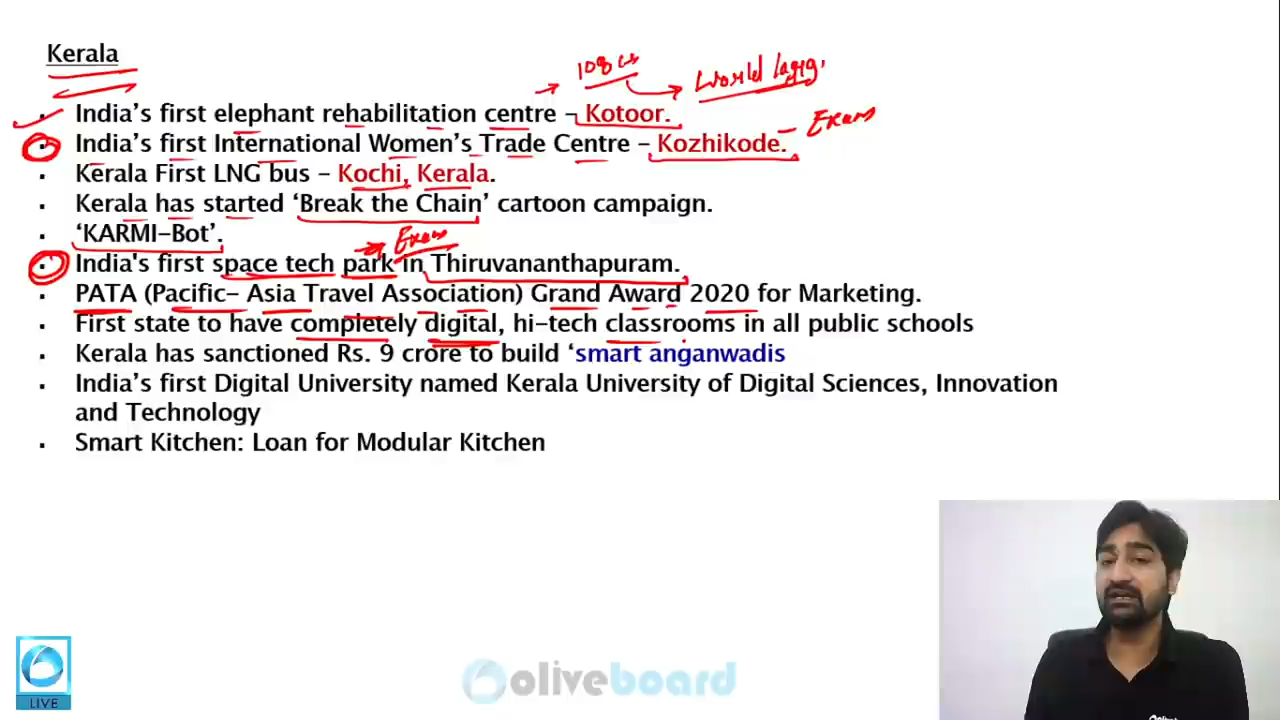 Kerala
108 Cr
World largg.
India's first elephant rehabilitation centre – Kotoor.
India's first International Women's Trade Centre – Kozhikode. – Exam
Kerala First LNG bus – Kochi, Kerala.
Kerala has started 'Break the Chain' cartoon campaign.
'KARMI-Bot'.
Exam
India's first space tech park in Thiruvananthapuram.
PATA (Pacific- Asia Travel Association) Grand Award 2020 for Marketing.
First state to have completely digital, hi-tech classrooms in all public schools
Kerala has sanctioned Rs. 9 crore to build 'smart anganwadis
India's first Digital University named Kerala University of Digital Sciences, Innovation
and Technology
Smart Kitchen: Loan for Modular Kitchen
LIVE
oliveboard